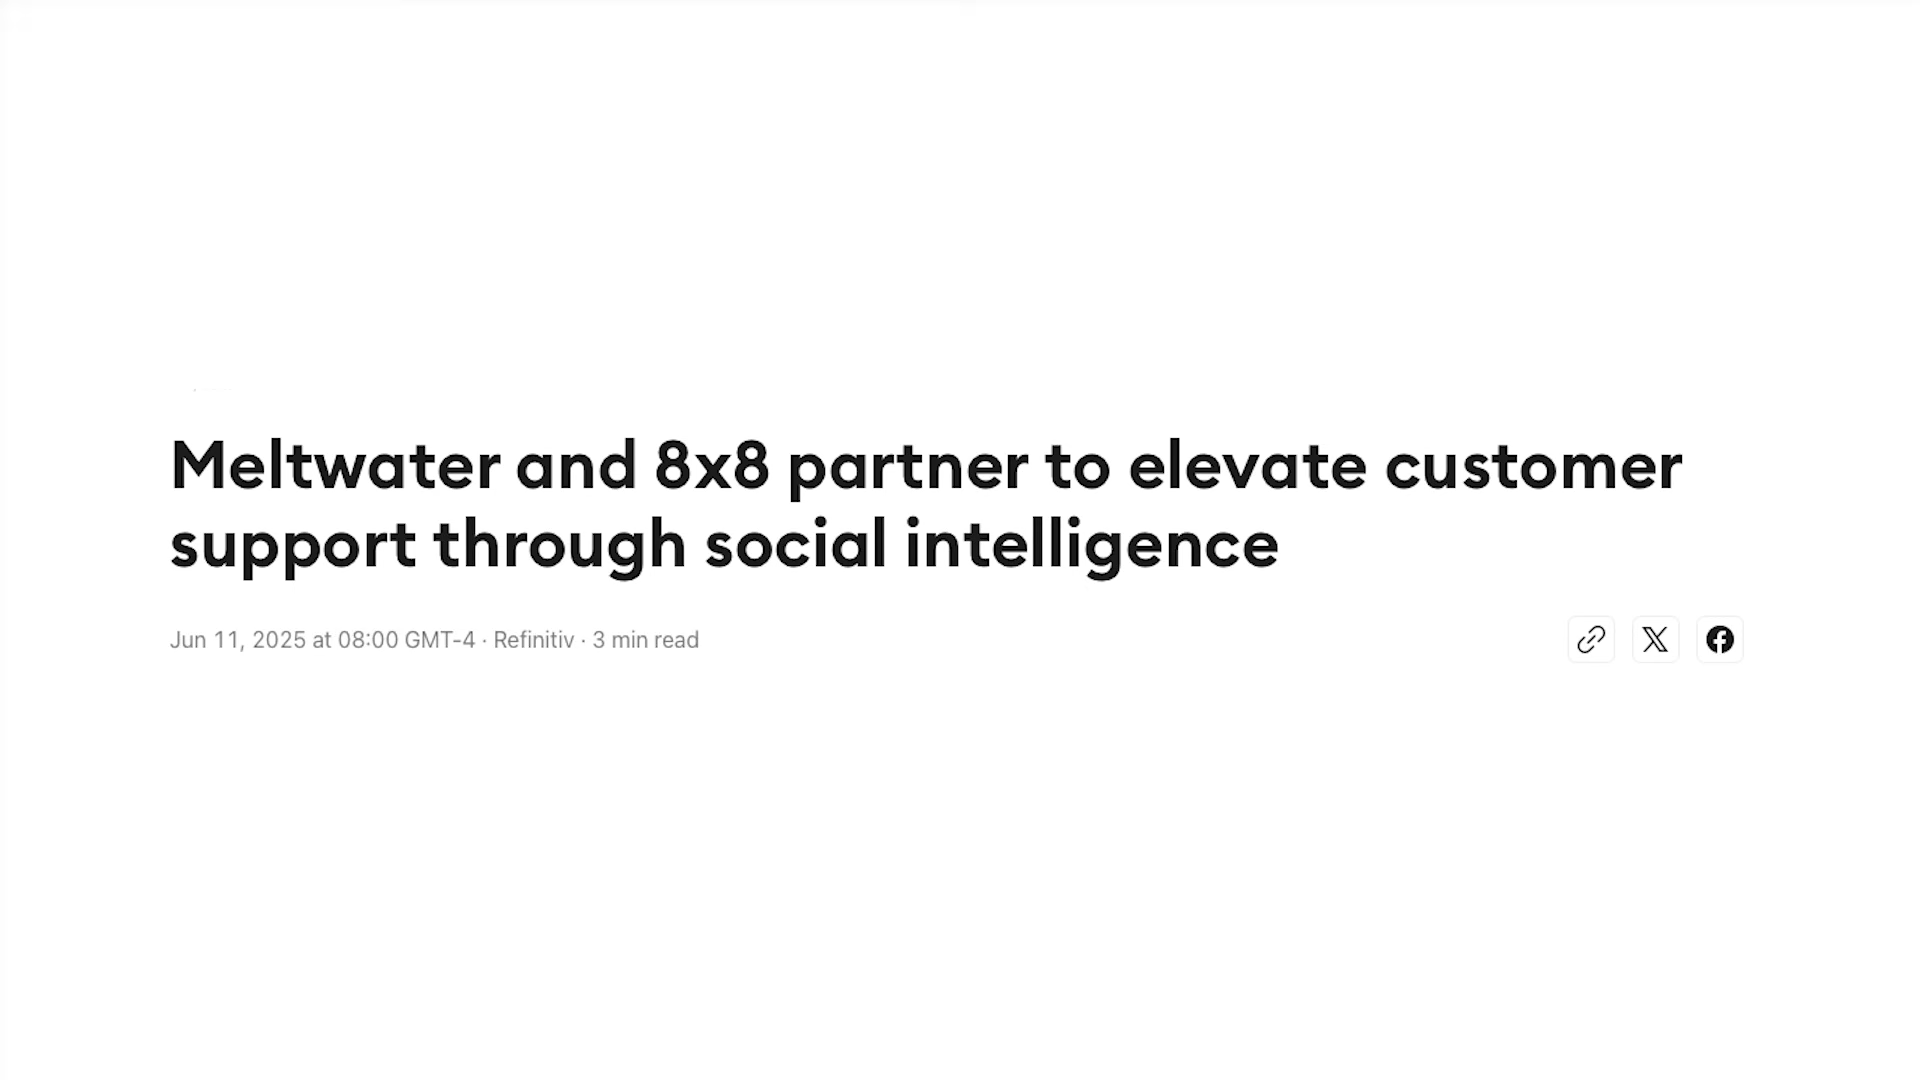 Meltwater and 8x8 partner to elevate customer
support through social intelligence
Jun 11, 2025 at 08:00 GMT-4 · Refinitiv · 3 min read